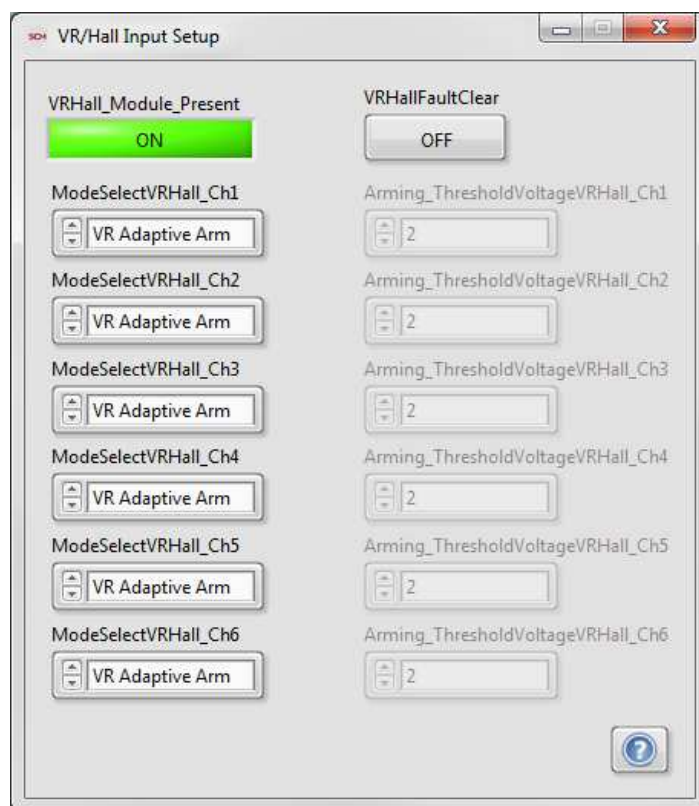 VR/Hall Input Setup
VRHall_Module_Present
VRHallFaultClear
ON
OFF
ModeSelectVRHall_Ch1
Arming_ThresholdVoltageVRHall_Ch1
VR Adaptive Arm
2
ModeSelectVRHall_Ch2
Arming_ThresholdVoltageVRHall_Ch2
VR Adaptive Arm
2
ModeSelectVRHall_Ch3
Arming_ThresholdVoltageVRHall_Ch3
VR Adaptive Arm
2
ModeSelectVRHall_Ch4
Arming_ThresholdVoltageVRHall_Ch4
VR Adaptive Arm
2
ModeSelectVRHall_Ch5
Arming_ThresholdVoltageVRHall_Ch5
VR Adaptive Arm
2
ModeSelectVRHall_Ch6
Arming_ThresholdVoltageVRHall_Ch6
VR Adaptive Arm
2
?